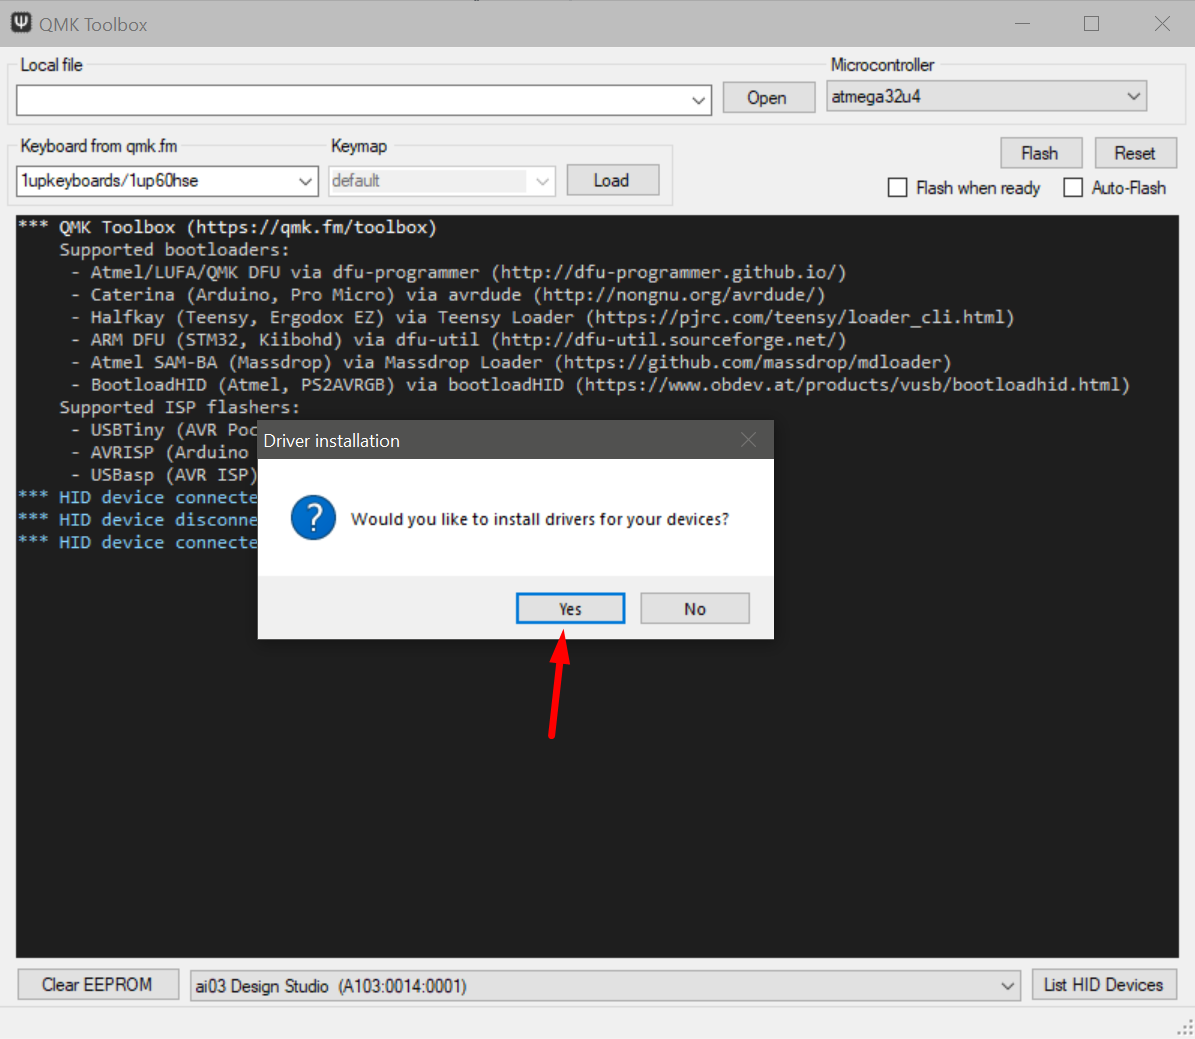 QMK Toolbox
Local file
Microcontroller
Open
atmega32u4
Keyboard from qmk.fm
Keymap
Flash
Reset
1upkeyboards/1up60hse
default
Load
Flash when ready
Auto-Flash
*** QMK Toolbox (https://qmk.fm/toolbox)
Supported bootloaders:
- Atmel/LUFA/QMK DFU via dfu-programmer (http://dfu-programmer.github.io/)
- Caterina (Arduino, Pro Micro) via avrdude (http://nongnu.org/avrdude/)
- Halfkay (Teensy, Ergodox EZ) via Teensy Loader (https://pjrc.com/teensy/loader_cli.html)
- ARM DFU (STM32, Kiibohd) via dfu-util (http://dfu-util.sourceforge.net/)
- Atmel SAM-BA (Massdrop) via Massdrop Loader (https://github.com/massdrop/mdloader)
- BootloadHID (Atmel, PS2AVRGB) via bootloadHID (https://www.obdev.at/products/vusb/bootloadhid.html)
Supported ISP flashers:
- USBTiny (AVR Poc
- AVRISP (Arduino
- USBasp (AVR ISP)
*** HID device connecte
*** HID device disconne
*** HID device connecte
Driver installation
Would you like to install drivers for your devices?
Yes
No
Clear EEPROM
ai03 Design Studio (A103:0014:0001)
List HID Devices